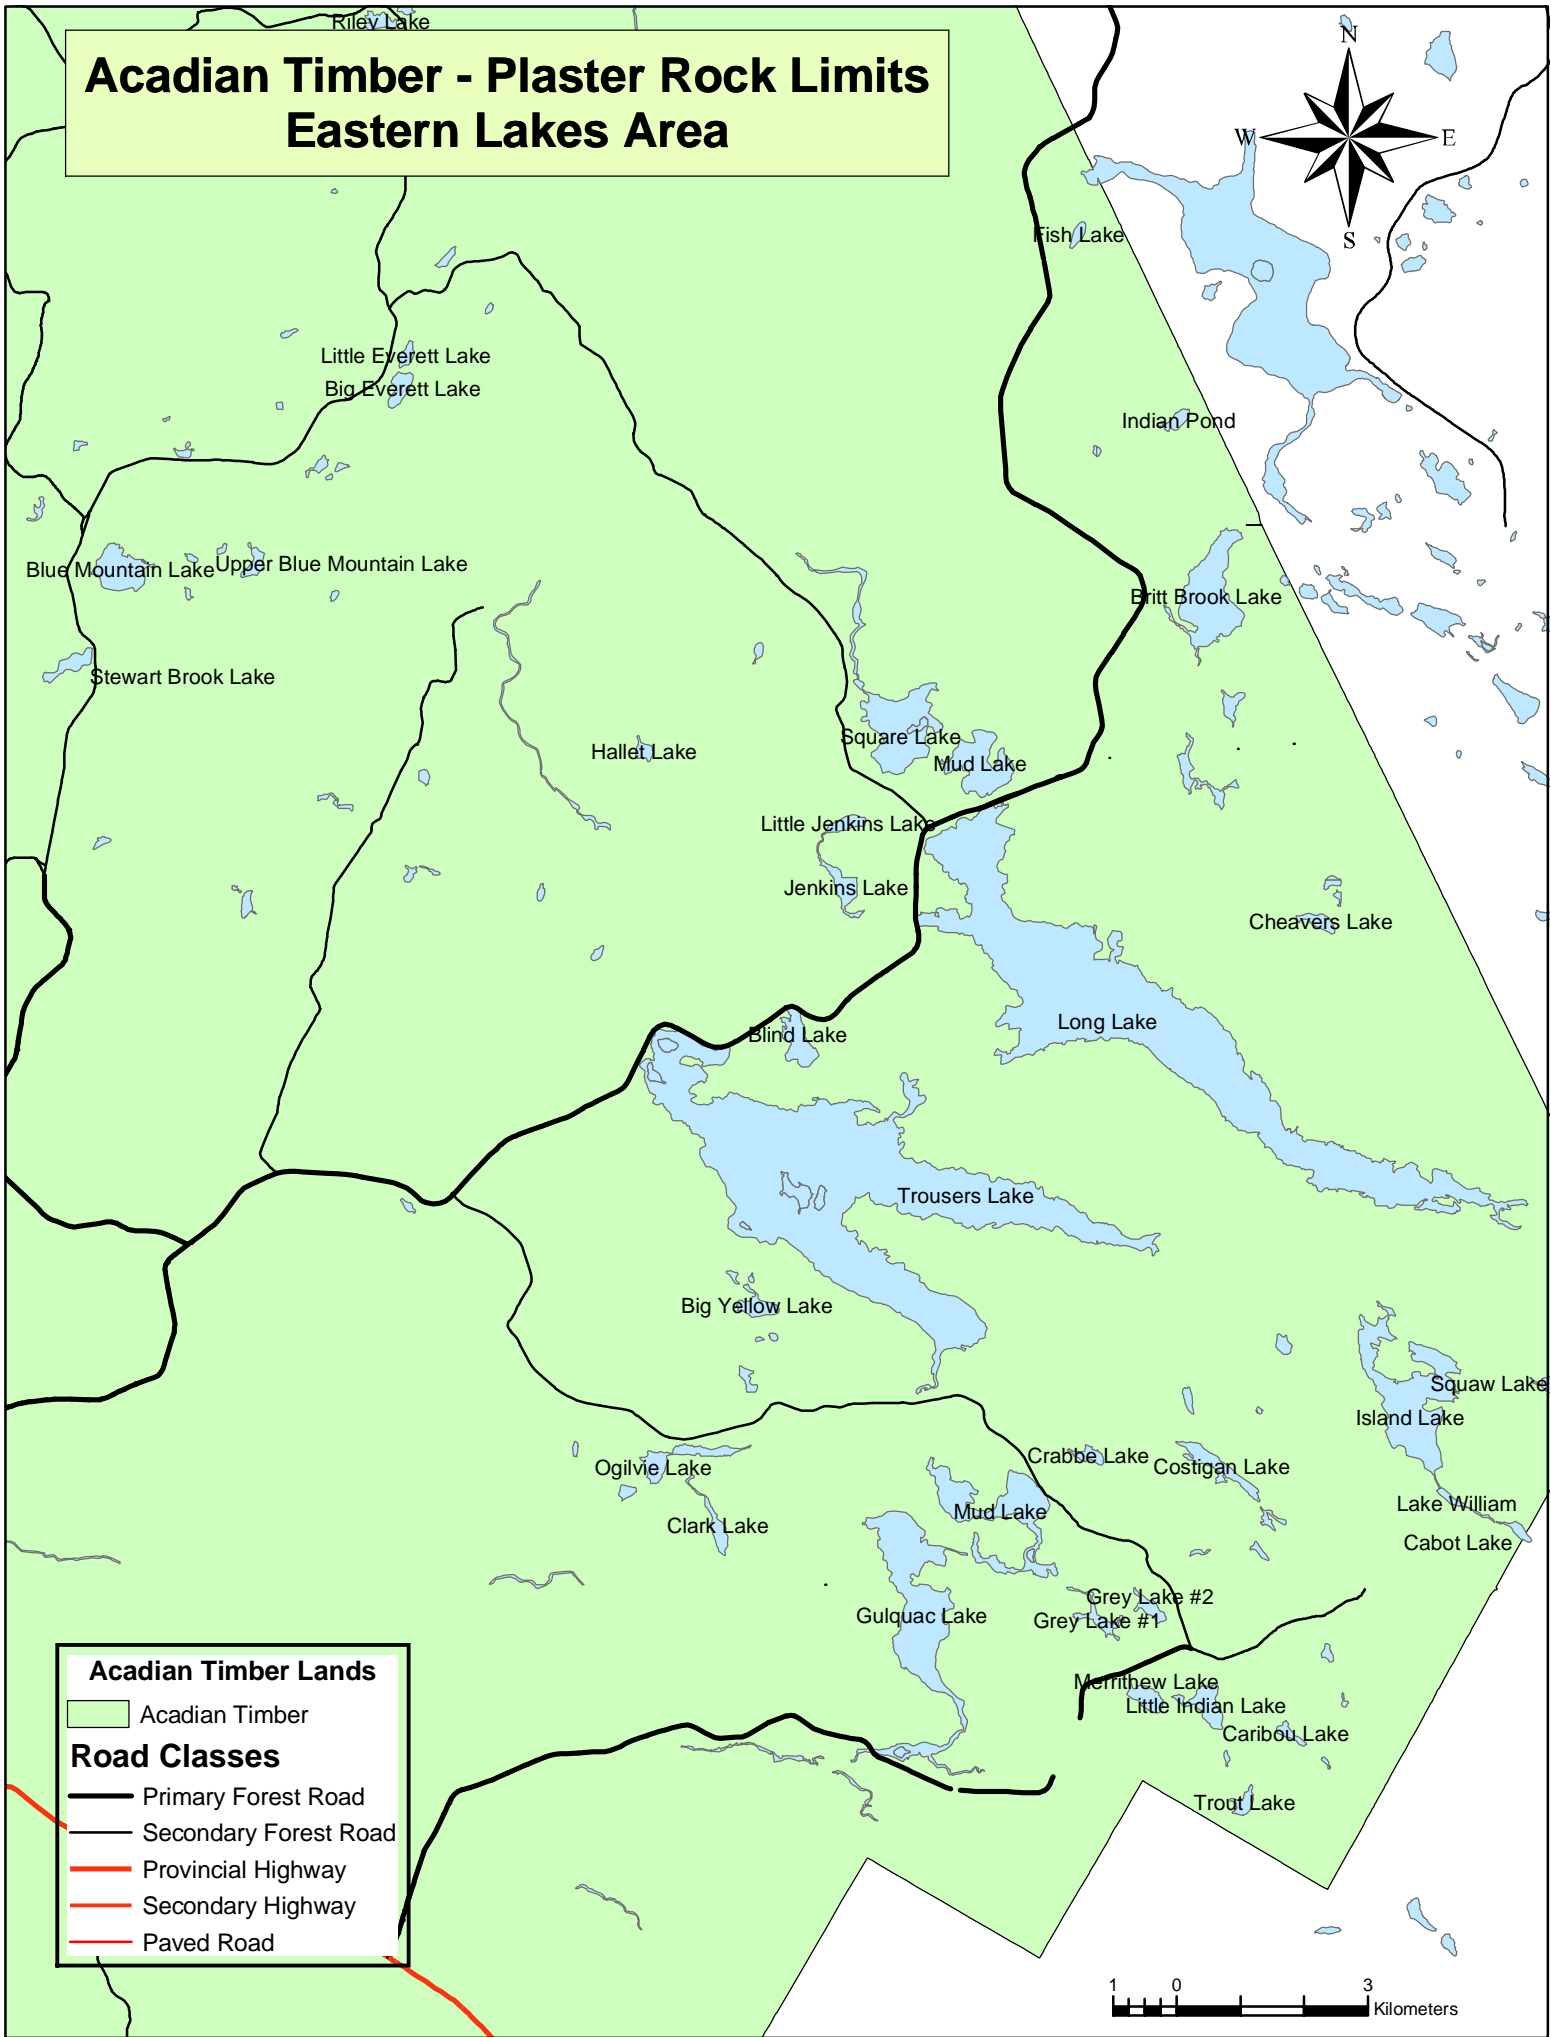 Riley Lake
Acadian Timber - Plaster Rock Limits
Eastern Lakes Area
N
W
E
S
Fish Lake
Little Everett Lake
Big Everett Lake
Indian Pond
Blue Mountain Lake
Upper Blue Mountain Lake
Britt Brook Lake
Stewart Brook Lake
Hallet Lake
Square Lake
Mud Lake
Little Jenkins Lake
Jenkins Lake
Cheavers Lake
Long Lake
Blind Lake
Trousers Lake
Big Yellow Lake
Squaw Lake
Island Lake
Crabbe Lake
Costigan Lake
Ogilvie Lake
Lake William
Mud Lake
Clark Lake
Cabot Lake
Grey Lake #2
Gulquac Lake
Grey Lake #1
Merrithew Lake
Little Indian Lake
Caribou Lake
Trout Lake
Acadian Timber Lands
Acadian Timber
Road Classes
Primary Forest Road
Secondary Forest Road
Provincial Highway
Secondary Highway
Paved Road
1 0 3
Kilometers